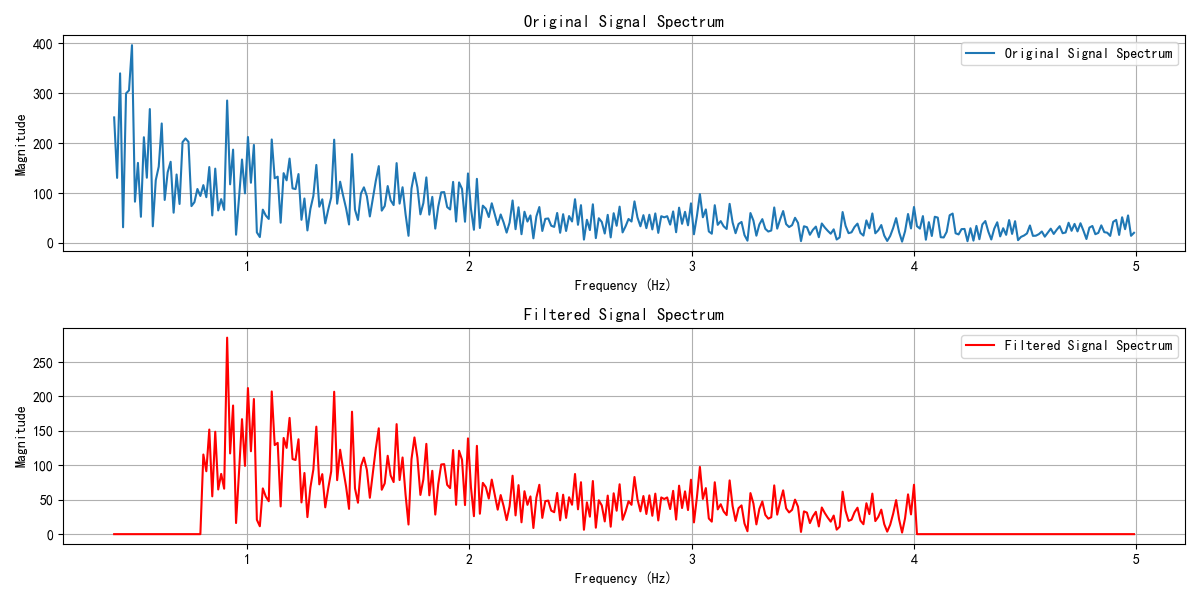 Original Signal Spectrum
400
300
200
100
0
Magnitude
Original Signal Spectrum
1 2 3 4 5
Frequency (Hz)
Filtered Signal Spectrum
250
200
150
100
50
0
Magnitude
Filtered Signal Spectrum
1 2 3 4 5
Frequency (Hz)